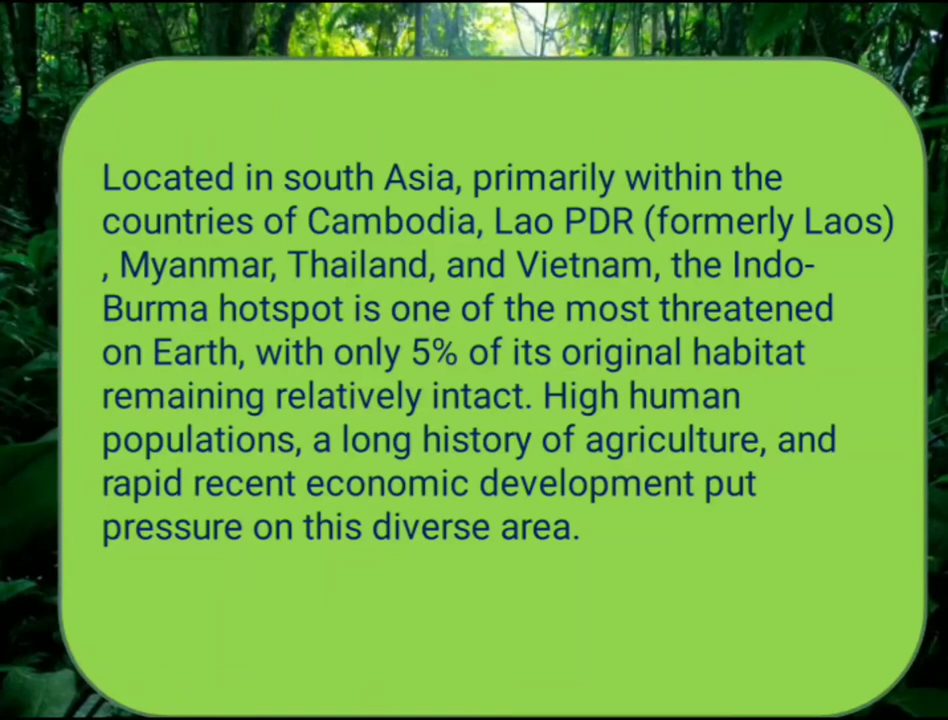 Located in south Asia, primarily within the
countries of Cambodia, Lao PDR (formerly Laos)
, Myanmar, Thailand, and Vietnam, the Indo-
Burma hotspot is one of the most threatened
on Earth, with only 5% of its original habitat
remaining relatively intact. High human
populations, a long history of agriculture, and
rapid recent economic development put
pressure on this diverse area.